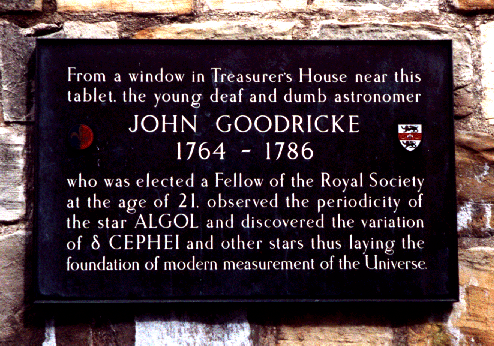 From a window in Treasurer's House near this
tablet, the young deaf and dumb astronomer
JOHN GOODRICKE
1764 - 1786
who was elected a Fellow of the Royal Society
at the age of 21, observed the periodicity of
the star ALGOL and discovered the variation
of δ CEPHEI and other stars thus laying the
foundation of modern measurement of the Universe.